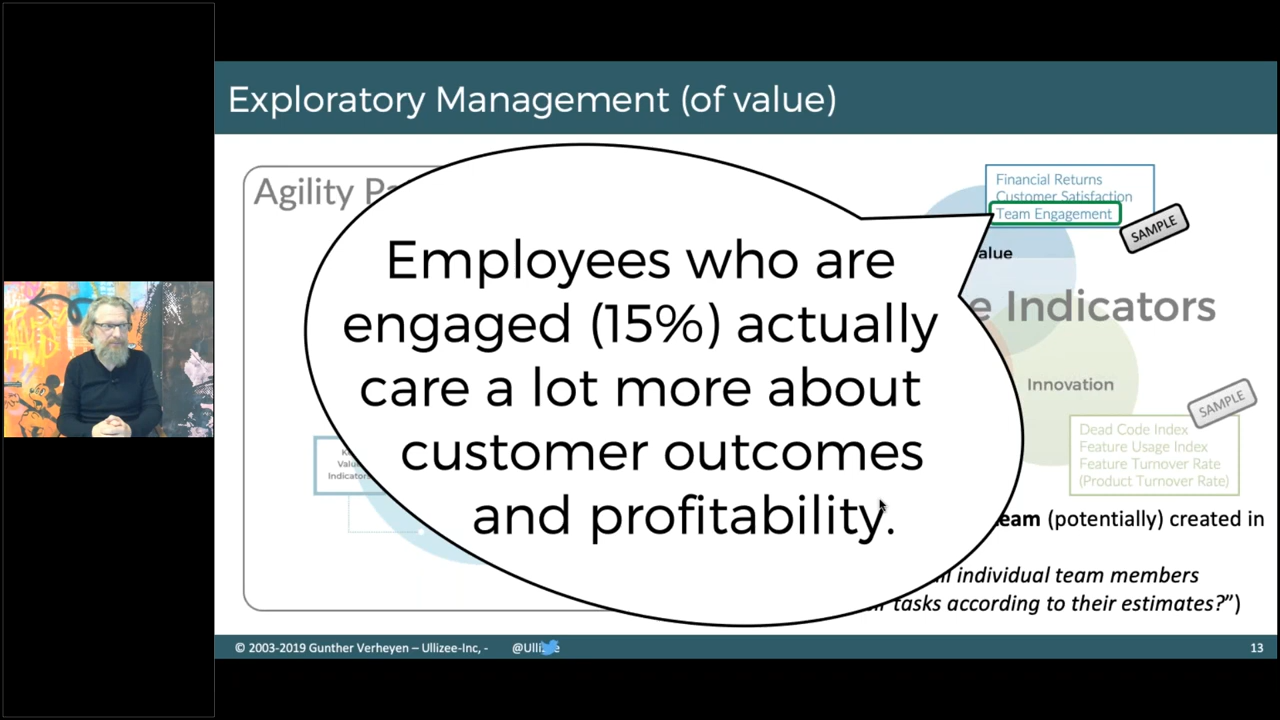 Exploratory Management (of value)
Agility Pa
Financial Returns
Customer Satisfaction
Team Engagement
SAMPLE
Employees who are
engaged (15%) actually
care a lot more about
customer outcomes
and profitability.
alue
e Indicators
Innovation
SAMPLE
Dead Code Index
Feature Usage Index
Feature Turnover Rate
(Product Turnover Rate)
Value
Indicators
eam (potentially) created in
individual team members
tasks according to their estimates?”)
© 2003-2019 Gunther Verheyen – Ullizee-Inc, -
@Ullizee
13